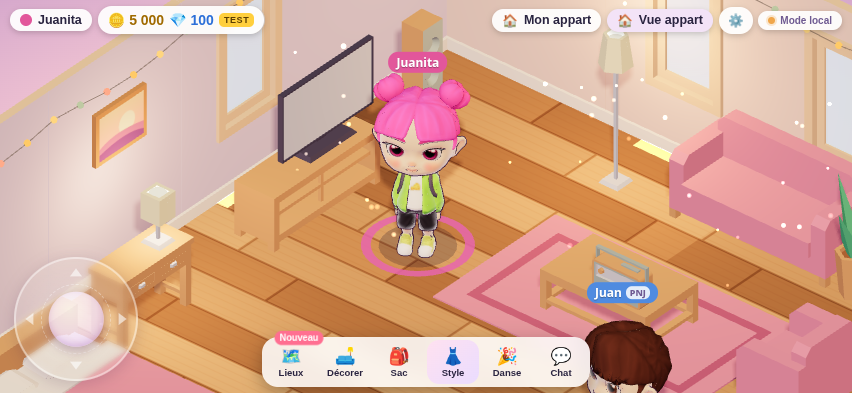 Juanita
5 000 100 TEST
Mon appart
Vue appart
Mode local
Juanita
Juan PNJ
Nouveau
Lieux
Décorer
Sac
Style
Danse
Chat